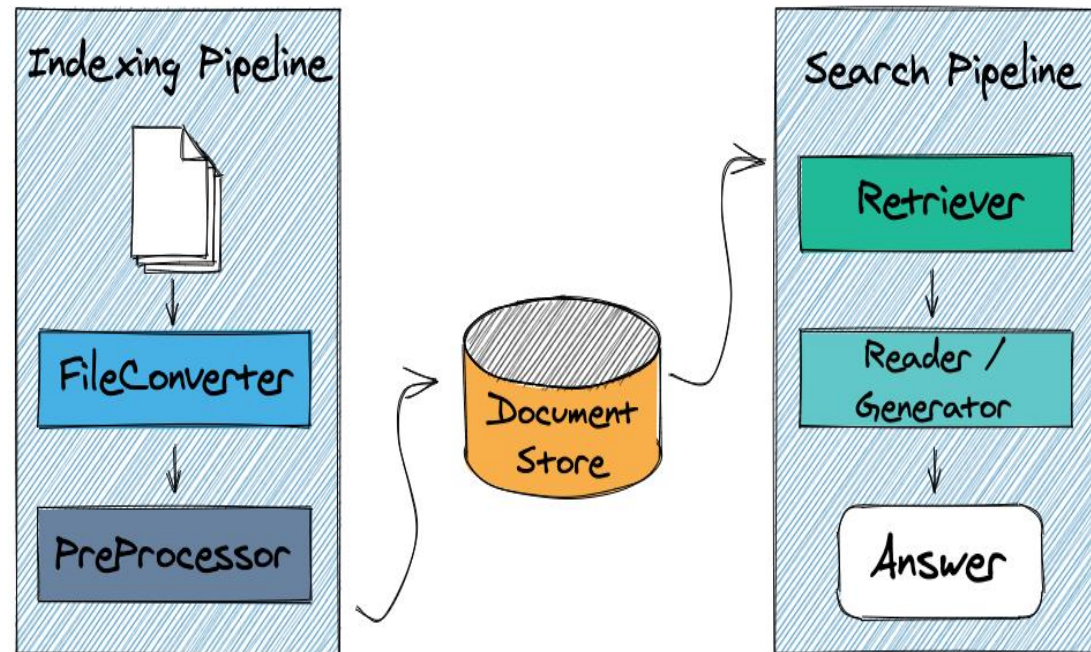 Indexing Pipeline
FileConverter
PreProcessor
Document
Store
Search Pipeline
Retriever
Reader /
Generator
Answer